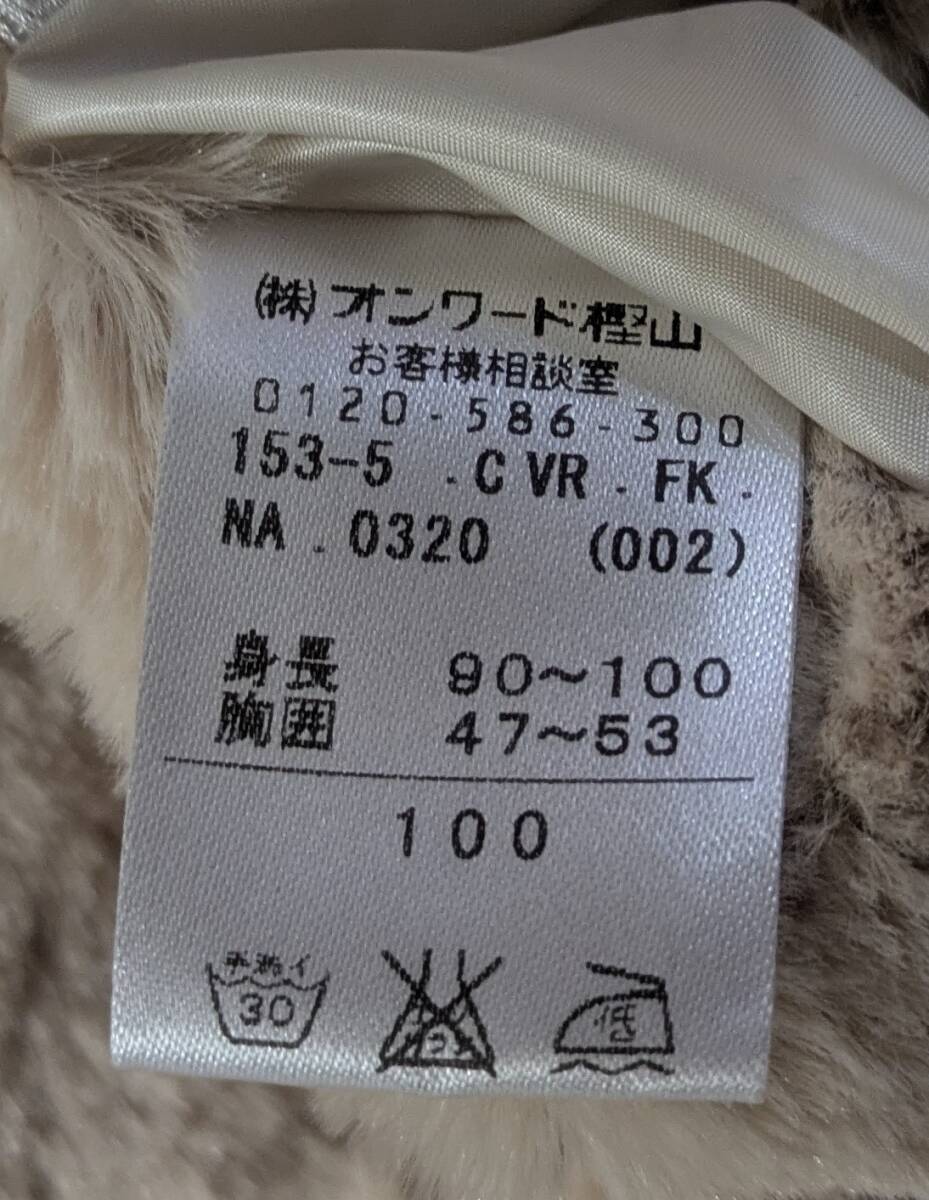 (株)オンワード樫山
お客様相談室
0120-586-300
153-5 .CVR . FK .
NA . 0320 (002)
身長 90〜100
胸囲 47〜53
100
手洗イ
30
低